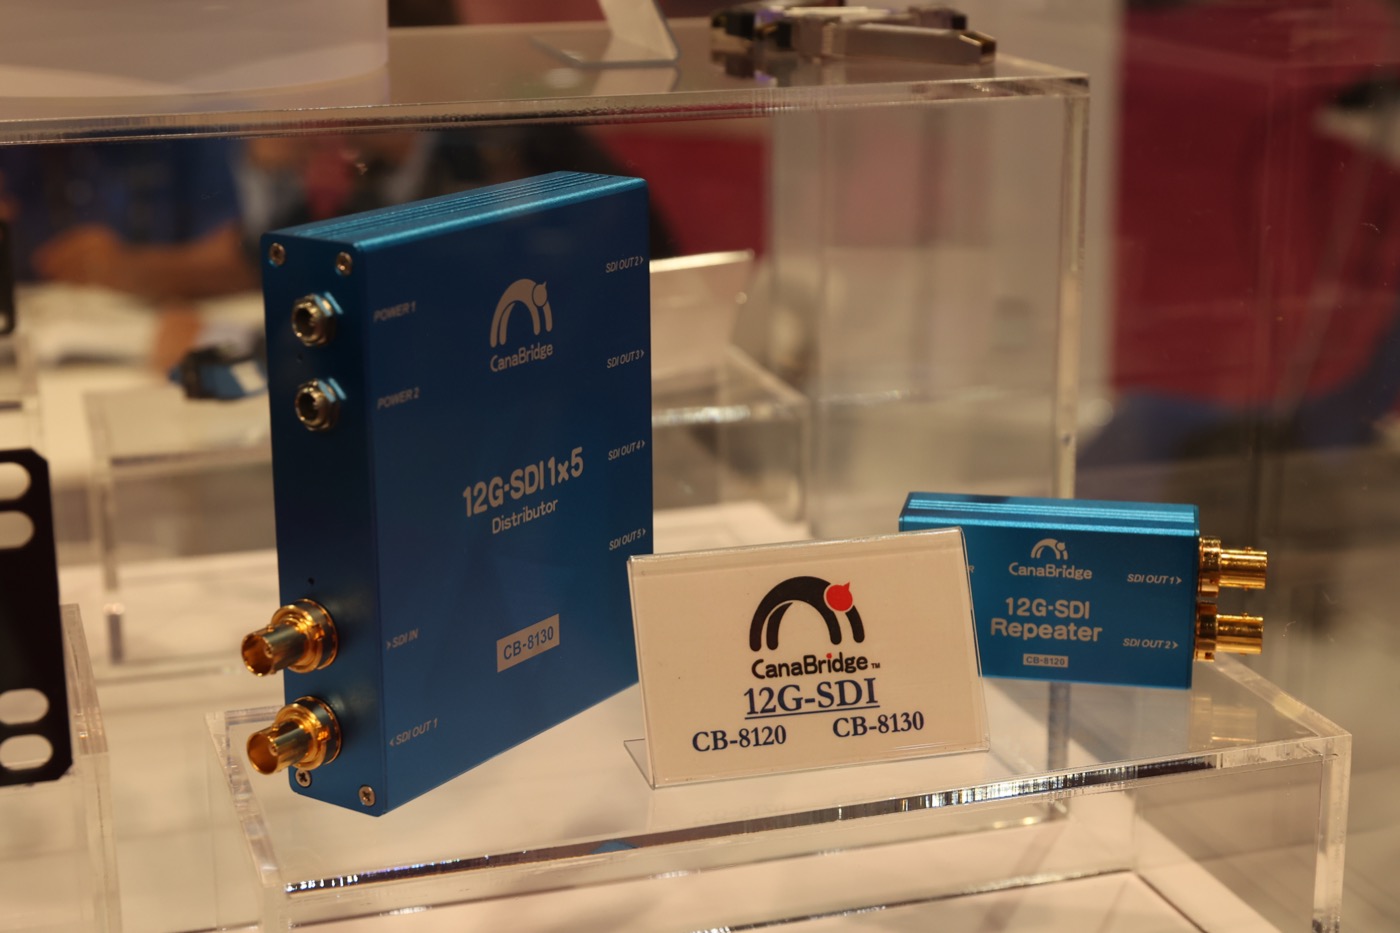 POWER 1
POWER 2
CanaBridge
12G-SDI 1x5
Distributor
CB-8130
SDI OUT 2>
SDI OUT 3>
SDI OUT 4>
SDI OUT 5>
>SDI IN
<SDI OUT 1
CanaBridge™
12G-SDI
CB-8120 CB-8130
CanaBridge
12G-SDI
Repeater
CB-8120
SDI OUT 1>
SDI OUT 2>